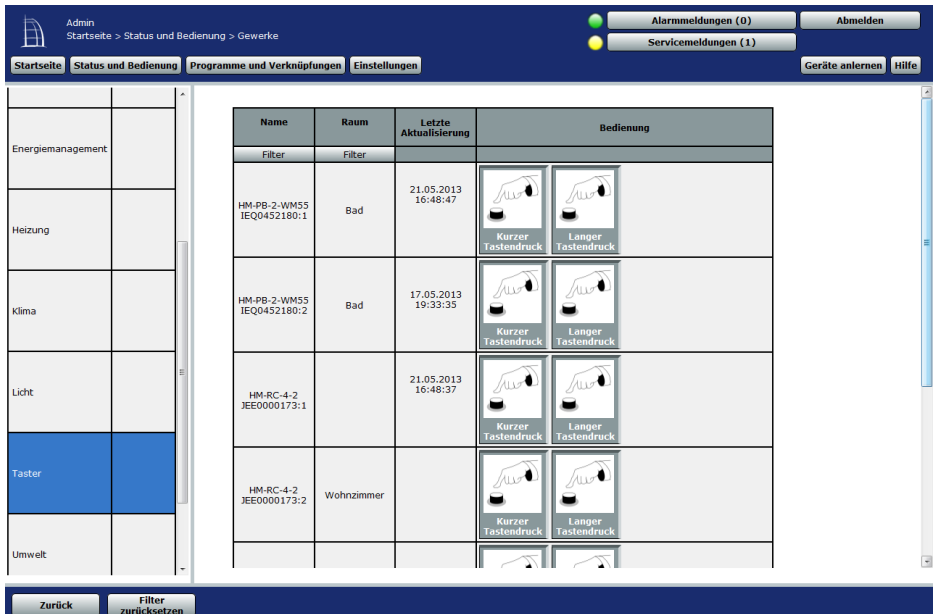 Admin
Startseite > Status und Bedienung > Gewerke
Alarmmeldungen (0)
Abmelden
Servicemeldungen (1)
Startseite
Status und Bedienung
Programme und Verknüpfungen
Einstellungen
Geräte anlernen
Hilfe
Energiemanagement
Heizung
Klima
Licht
Taster
Umwelt
Name
Raum
Letzte
Aktualisierung
Bedienung
Filter
Filter
HM-PB-2-WM55
IEQ0452180:1
Bad
21.05.2013
16:48:47
Kurzer
Tastendruck
Langer
Tastendruck
HM-PB-2-WM55
IEQ0452180:2
Bad
17.05.2013
19:33:35
Kurzer
Tastendruck
Langer
Tastendruck
HM-RC-4-2
JEE0000173:1
21.05.2013
16:48:37
Kurzer
Tastendruck
Langer
Tastendruck
HM-RC-4-2
JEE0000173:2
Wohnzimmer
Kurzer
Tastendruck
Langer
Tastendruck
Zurück
Filter
zurücksetzen